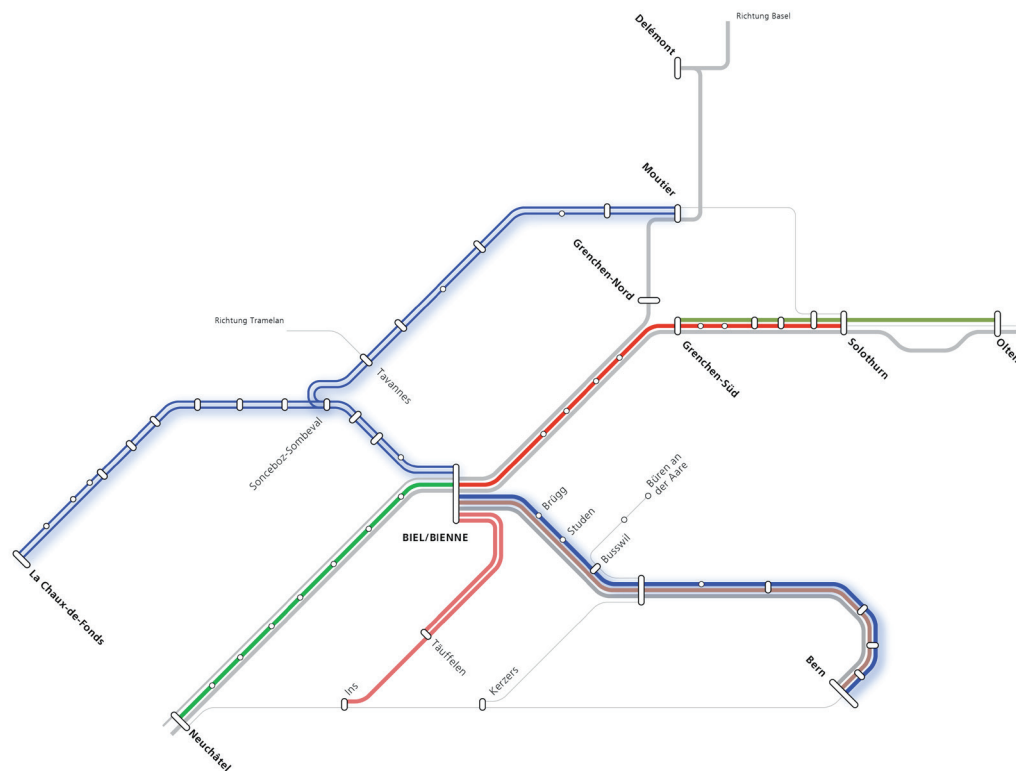 Richtung Basel
Delémont
Moutier
Grenchen-Nord
Richtung Tramelan
Tavannes
Grenchen-Süd
Solothurn
Olten
Sonceboz-Sombeval
Büren an
der Aare
Brügg
Studen
Busswil
BIEL/BIENNE
La Chaux-de-Fonds
Täuffelen
Ins
Kerzers
Bern
Neuchâtel